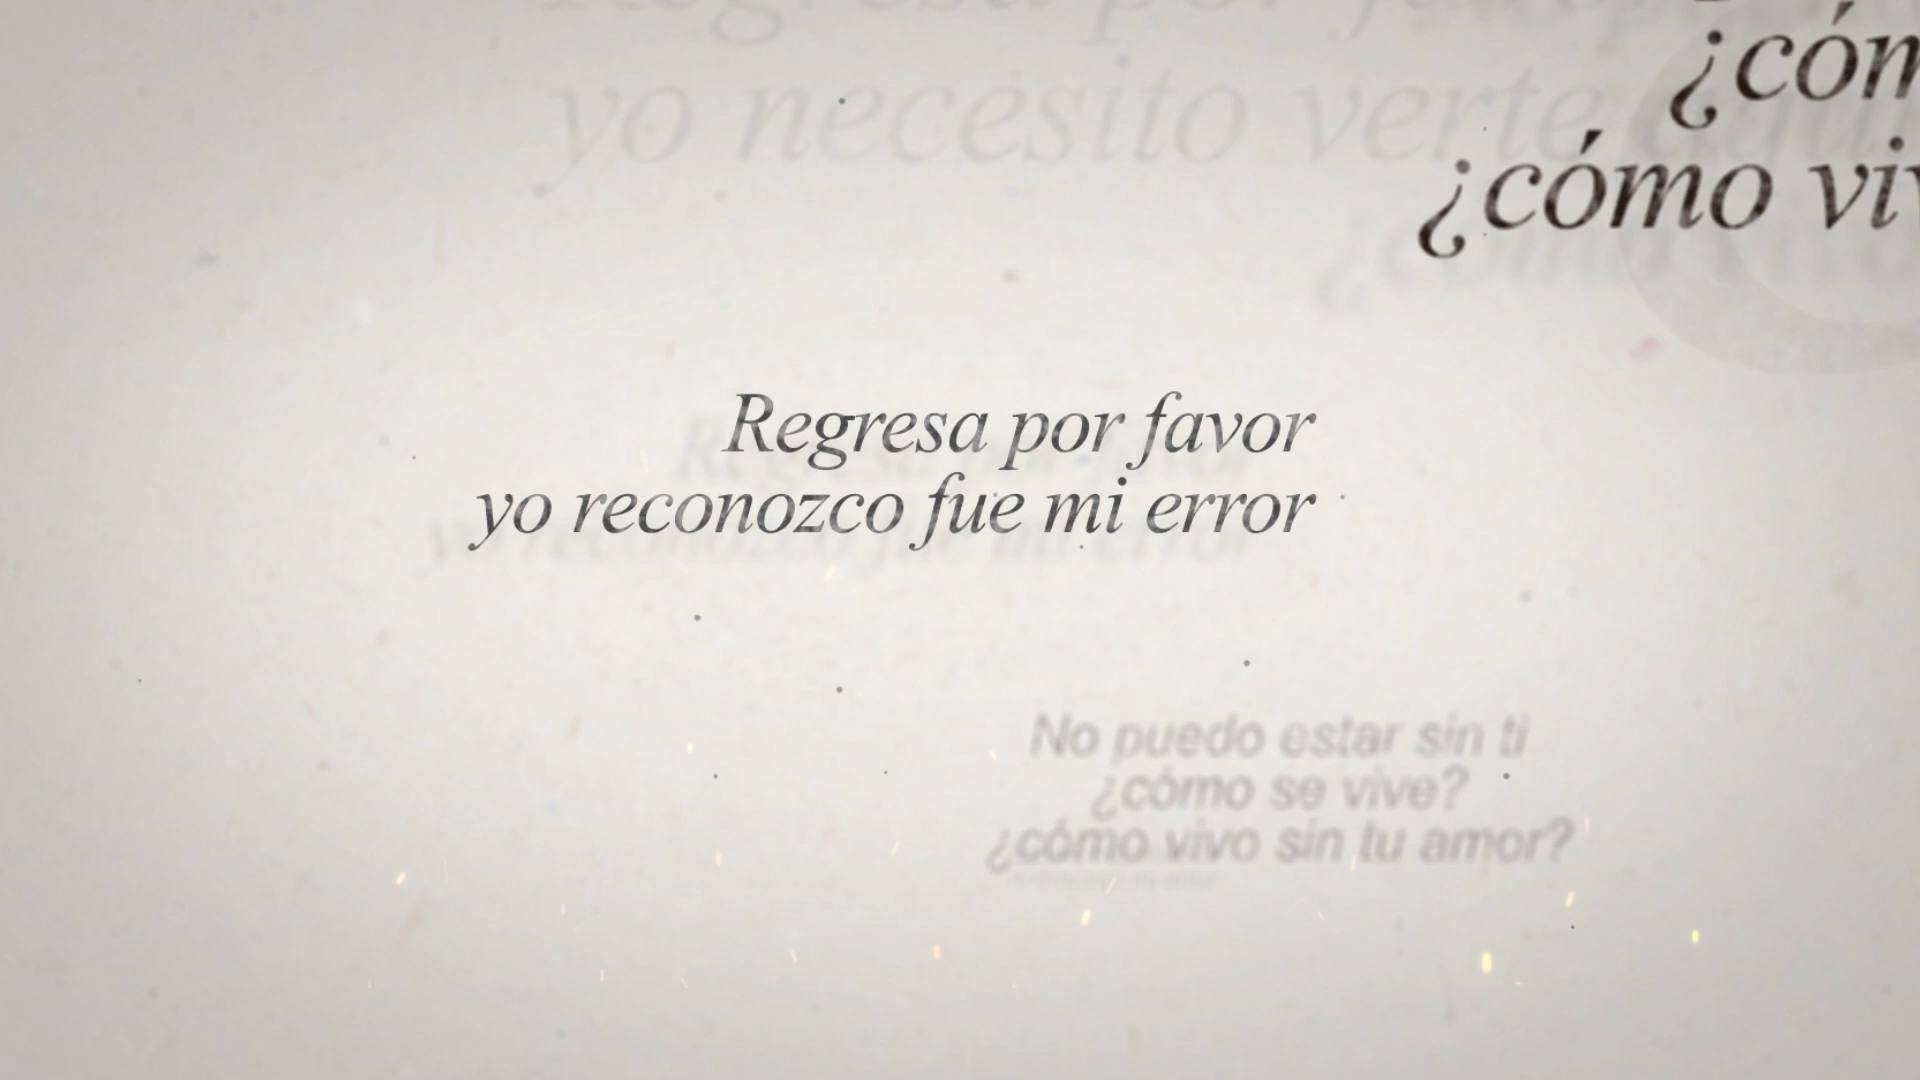 yo necesito verte aquí
¿cóm
¿cómo viv
Regresa por favor
yo reconozco fue mi error
No puedo estar sin ti
¿cómo se vive?
¿cómo vivo sin tu amor?